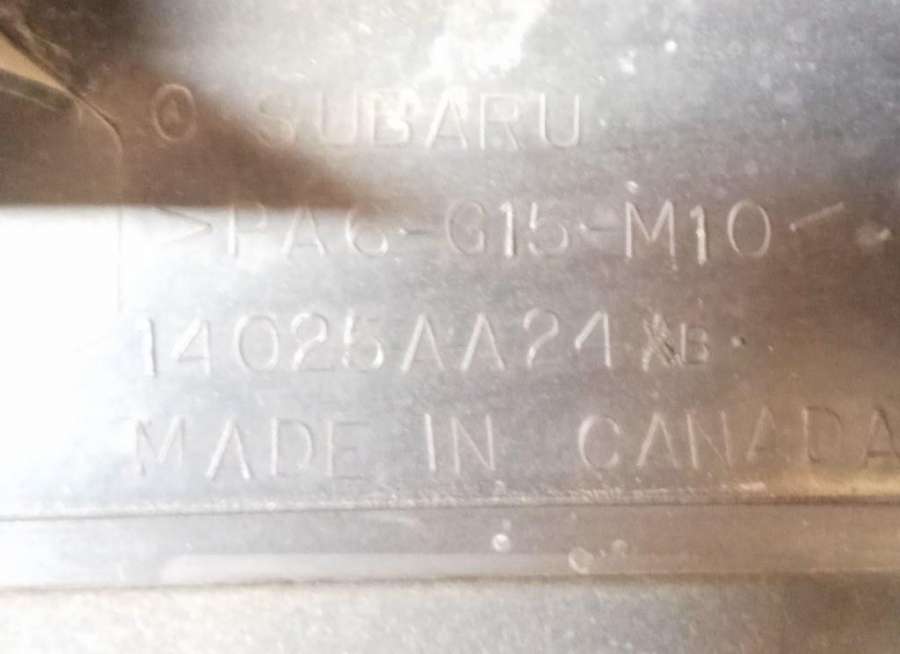 SUBARU
>PA6-G15-M10<
14025AA24 B
MADE IN CANADA